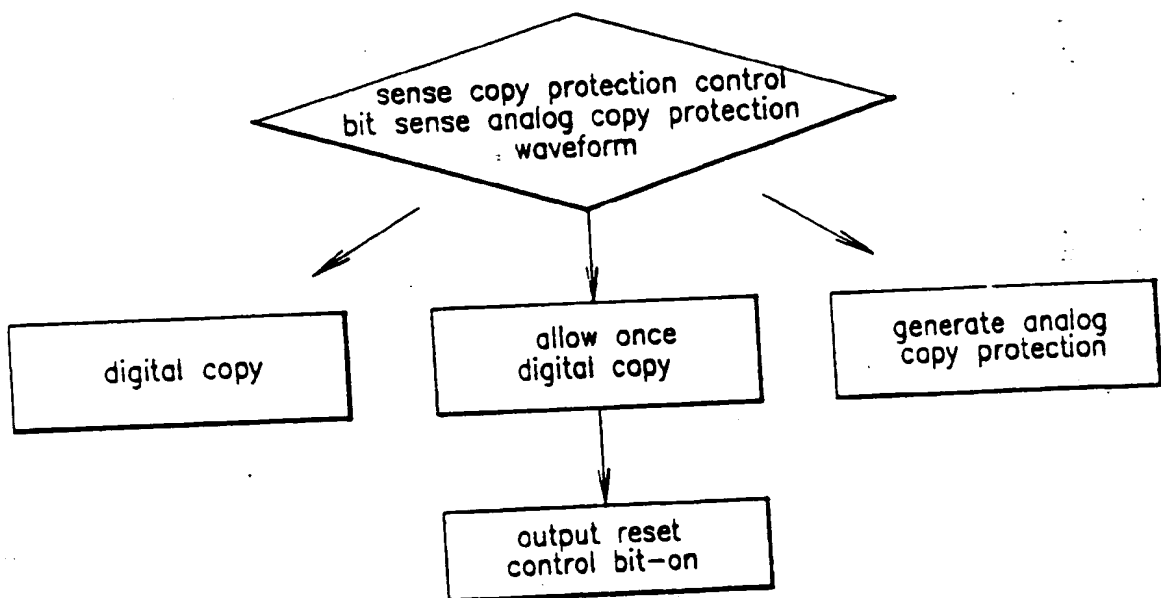 sense copy protection control
bit sense analog copy protection
waveform
digital copy
allow once
digital copy
generate analog
copy protection
output reset
control bit-on